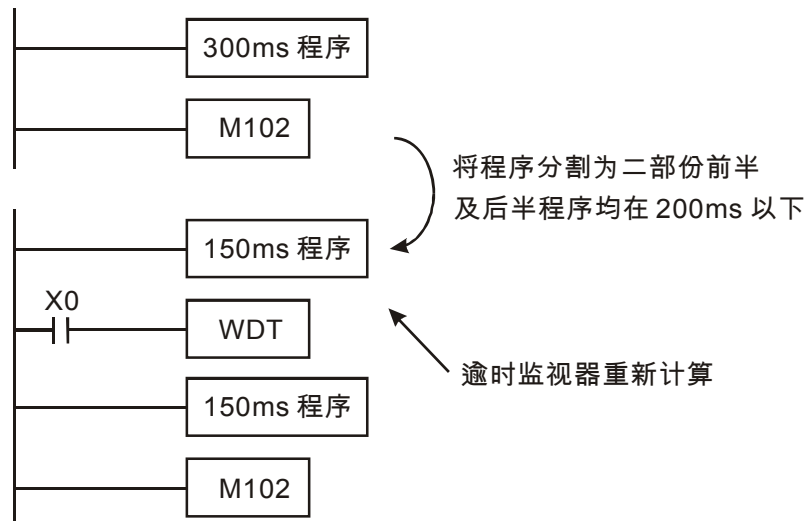 300ms 程序
M102
将程序分割为二部份前半
及后半程序均在 200ms 以下
150ms 程序
X0
WDT
逾时监视器重新计算
150ms 程序
M102